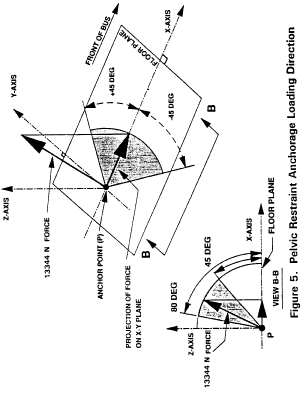 FRONT OF BUS
X-AXIS
FLOOR PLANE
Y-AXIS
+45 DEG
-45 DEG
Z-AXIS
13344 N FORCE
ANCHOR POINT (P)
B
B
PROJECTION OF FORCE
ON X-Y PLANE
80 DEG
45 DEG
Z-AXIS
13344 N FORCE
X-AXIS
FLOOR PLANE
P
VIEW B-B
Figure 5. Pelvic Restraint Anchorage Loading Direction